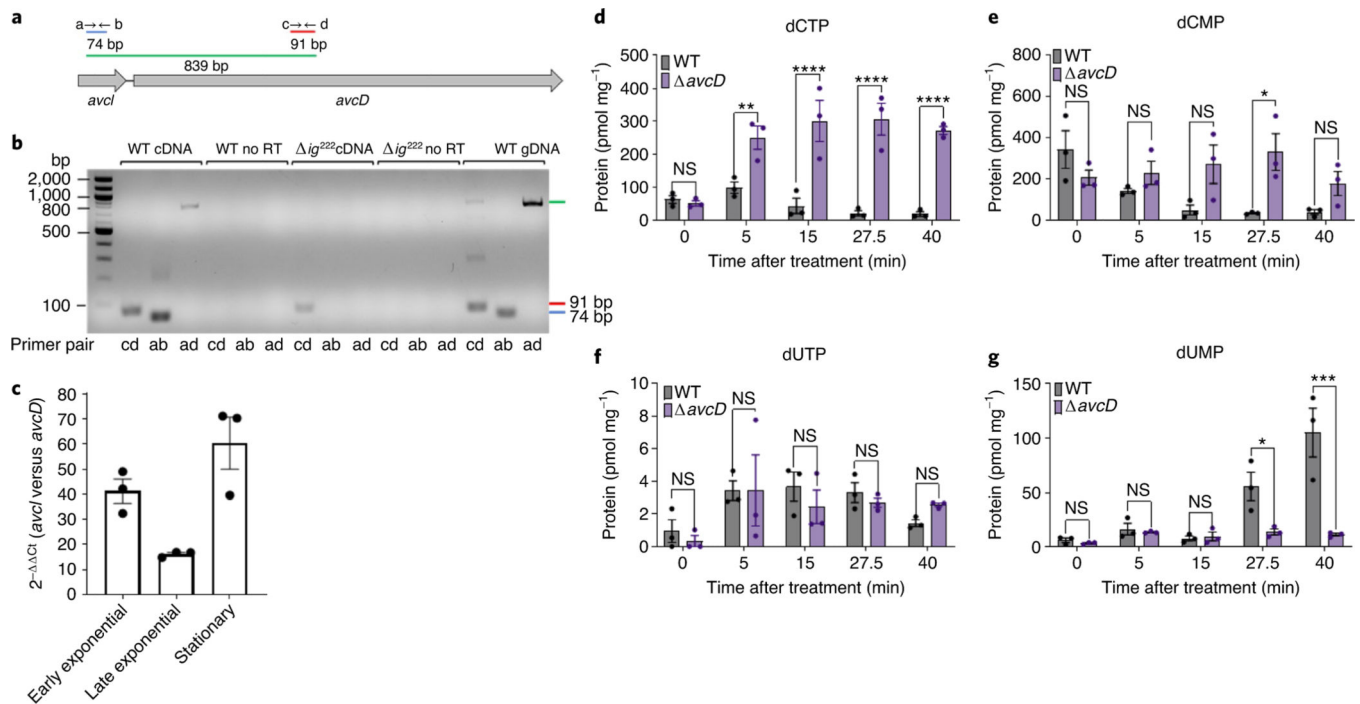 a
a→← b
c→← d
74 bp
91 bp
839 bp
avcI
avcD
b
bp
WT cDNA
WT no RT
Δig²²²cDNA
Δig²²² no RT
WT gDNA
2,000
1,000
800
500
100
91 bp
74 bp
Primer pair
cd ab ad cd ab ad cd ab ad cd ab ad cd ab ad
c
2⁻ΔΔCt (avcI versus avcD)
80
70
60
50
40
30
20
10
0
Early exponential
Late exponential
Stationary
d
dCTP
WT
ΔavcD
Protein (pmol mg⁻¹)
500
400
300
200
100
0
NS
**
****
****
****
0 5 15 27.5 40
Time after treatment (min)
e
dCMP
WT
ΔavcD
Protein (pmol mg⁻¹)
800
600
400
200
0
NS
NS
NS
*
NS
0 5 15 27.5 40
Time after treatment (min)
f
dUTP
WT
ΔavcD
Protein (pmol mg⁻¹)
10
8
6
4
2
0
NS
NS
NS
NS
NS
0 5 15 27.5 40
Time after treatment (min)
g
dUMP
WT
ΔavcD
Protein (pmol mg⁻¹)
150
100
50
0
NS
NS
NS
*
***
0 5 15 27.5 40
Time after treatment (min)